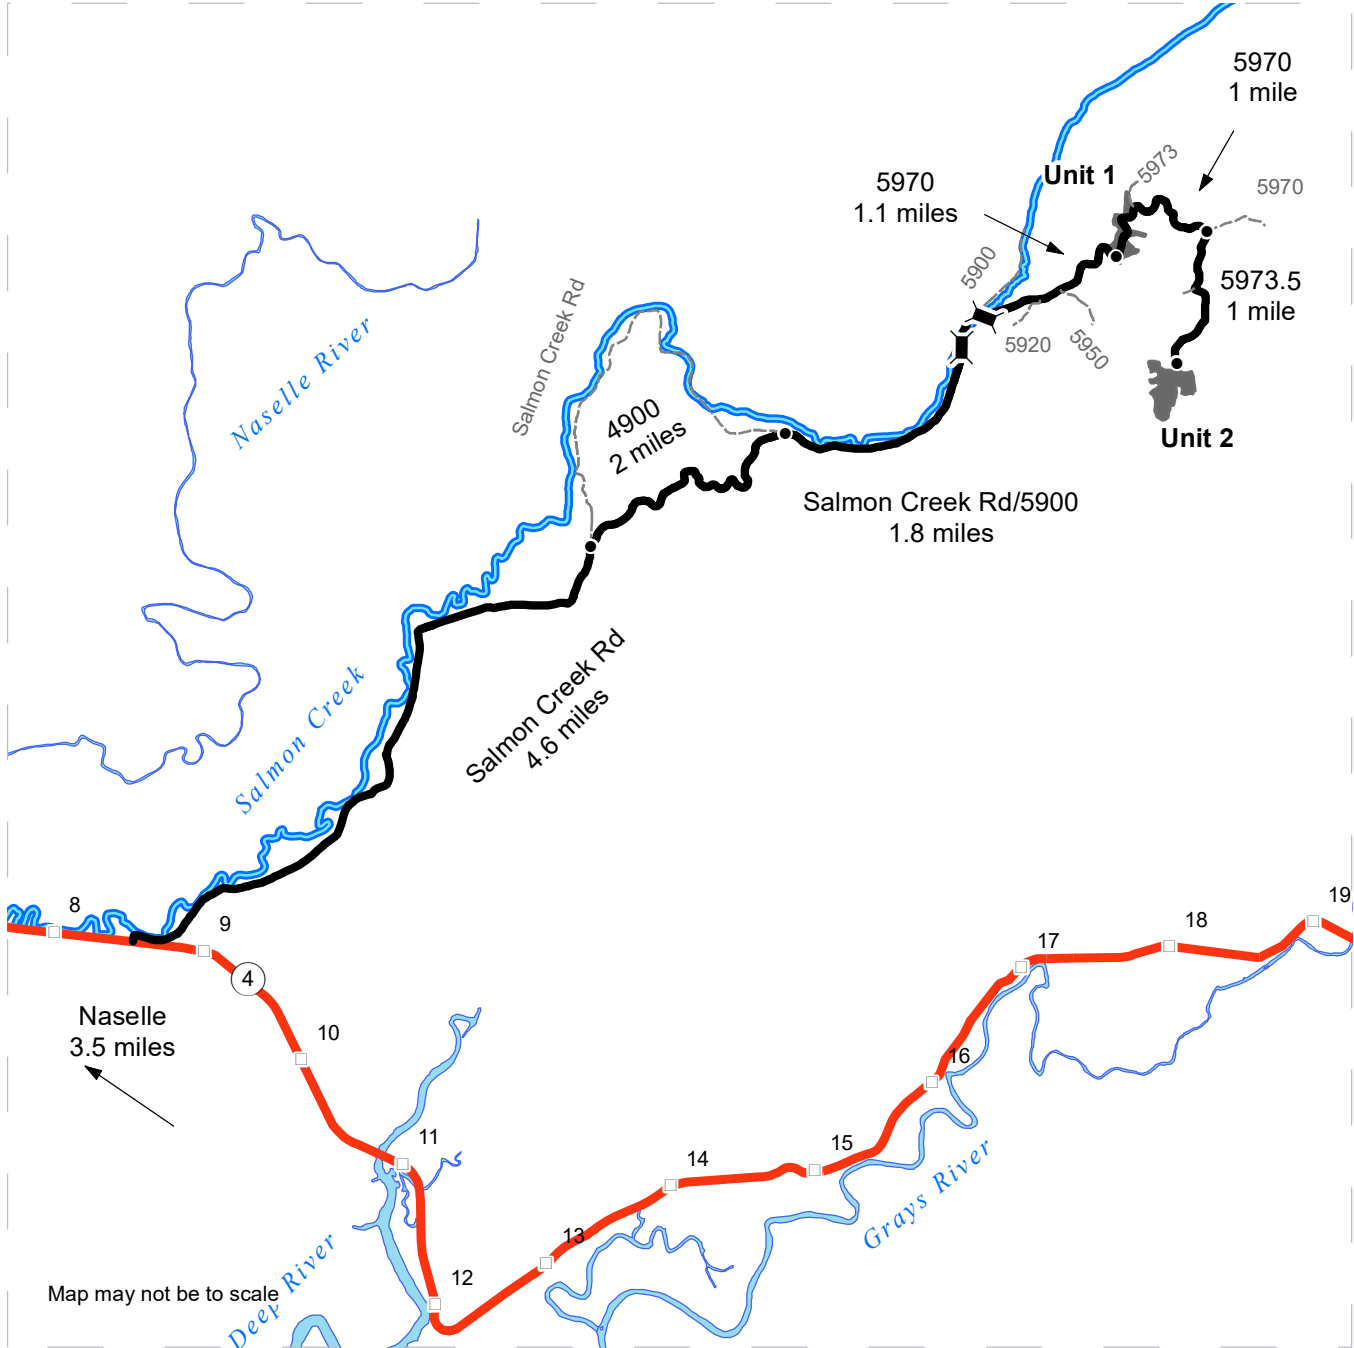 5970
1 mile
5973
Unit 1
5970
1.1 miles
5970
5900
5973.5
1 mile
Salmon Creek Rd
Naselle River
5920
5950
4900
2 miles
Unit 2
Salmon Creek Rd/5900
1.8 miles
Salmon Creek Rd
4.6 miles
Salmon Creek
8
9
19
18
17
4
Naselle
3.5 miles
10
16
11
15
14
Grays River
13
12
Map may not be to scale
Deep River